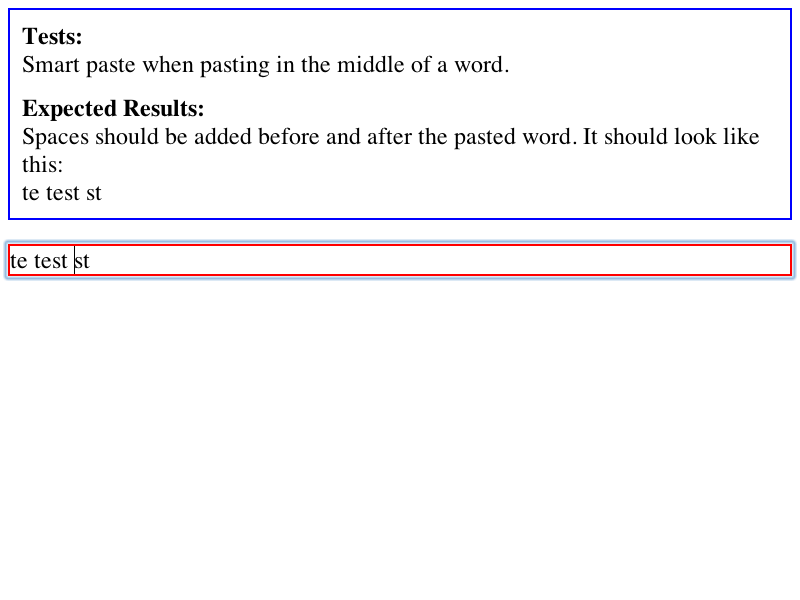 Tests:
Smart paste when pasting in the middle of a word.
Expected Results:
Spaces should be added before and after the pasted word. It should look like
this:
te test st
te test st